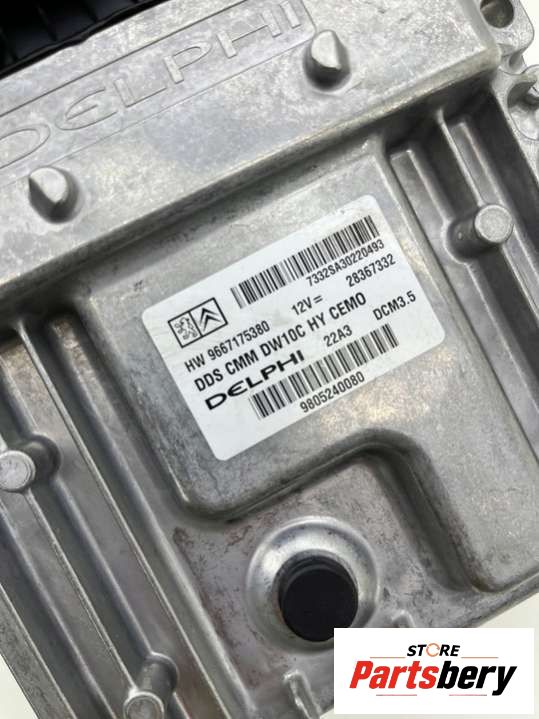 DELPHI
7332SA30220493
HW 9667175380 12V= 28367332
DDS CMM DW10C HY CEMO
DELPHI 22A3 DCM3.5
9805240080
STORE
Partsbery